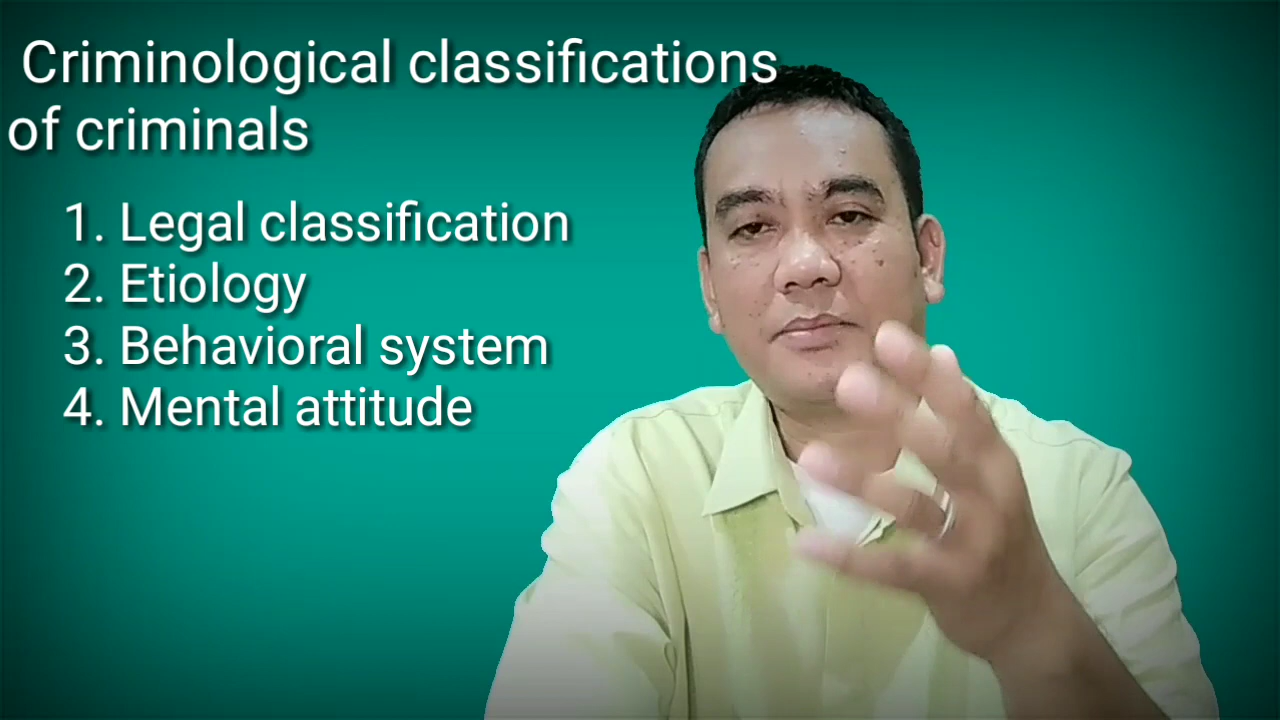 Criminological classifications
of criminals
1. Legal classification
2. Etiology
3. Behavioral system
4. Mental attitude